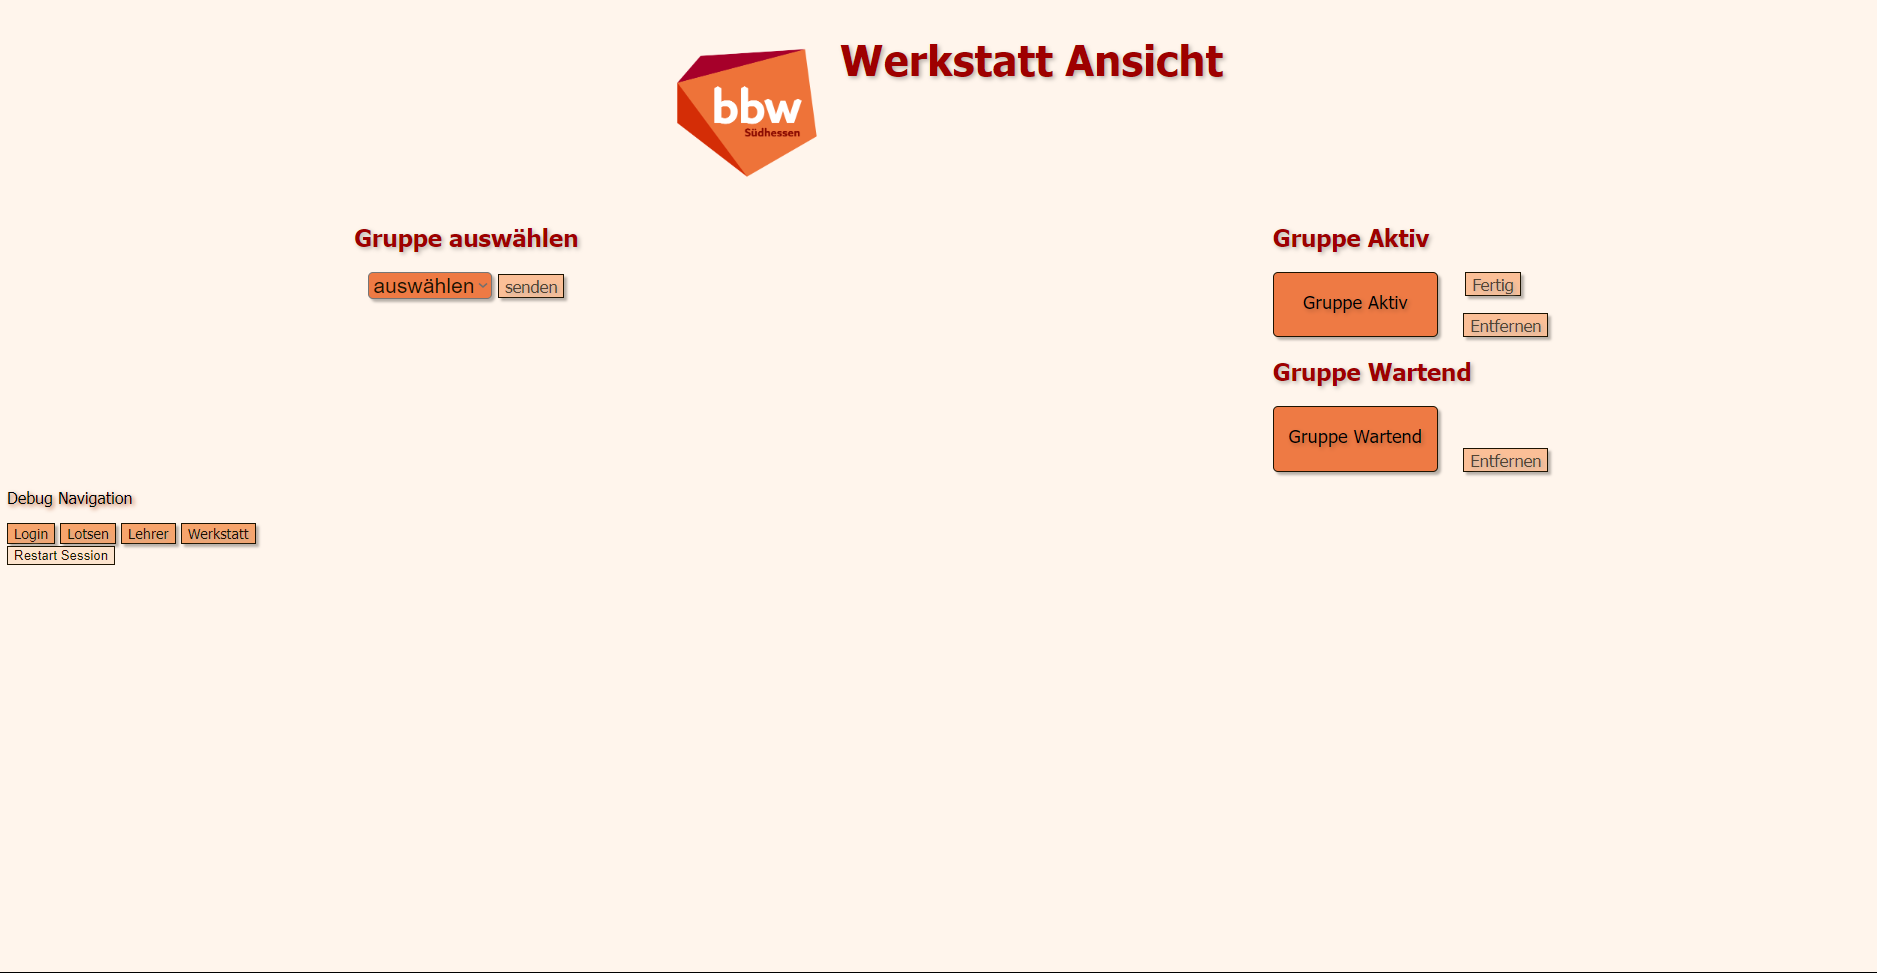 Werkstatt Ansicht
bbw
Südhessen
Gruppe auswählen
auswählen senden
Gruppe Aktiv
Gruppe Aktiv
Fertig
Entfernen
Gruppe Wartend
Gruppe Wartend
Entfernen
Debug Navigation
Login Lotsen Lehrer Werkstatt
Restart Session